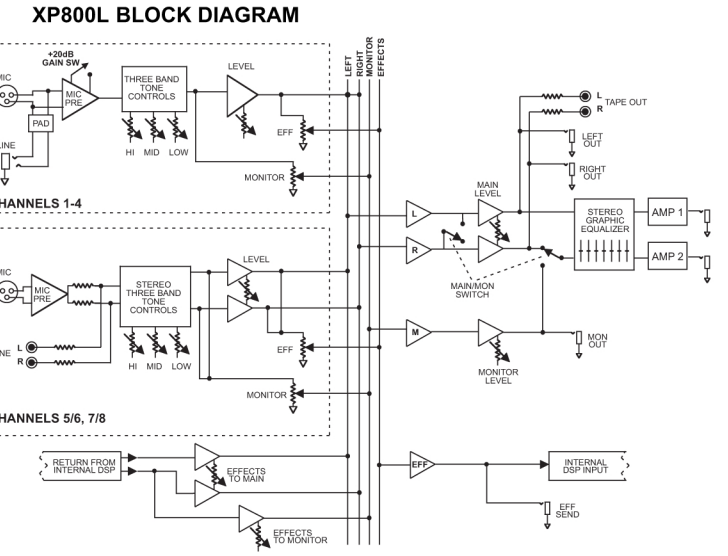 XP800L BLOCK DIAGRAM
+20dB
GAIN SW
MIC
MIC
PRE
PAD
LINE
THREE BAND
TONE
CONTROLS
HI MID LOW
LEVEL
EFF
MONITOR
HANNELS 1-4
LEFT
RIGHT
MONITOR
EFFECTS
L
R
TAPE OUT
LEFT
OUT
RIGHT
OUT
L
R
MAIN
LEVEL
MAIN/MON
SWITCH
STEREO
GRAPHIC
EQUALIZER
AMP 1
AMP 2
M
MONITOR
LEVEL
MON
OUT
MIC
MIC
PRE
NE
L
R
STEREO
THREE BAND
TONE
CONTROLS
HI MID LOW
LEVEL
EFF
MONITOR
HANNELS 5/6, 7/8
RETURN FROM
INTERNAL DSP
EFFECTS
TO MAIN
EFFECTS
TO MONITOR
EFF
INTERNAL
DSP INPUT
EFF
SEND